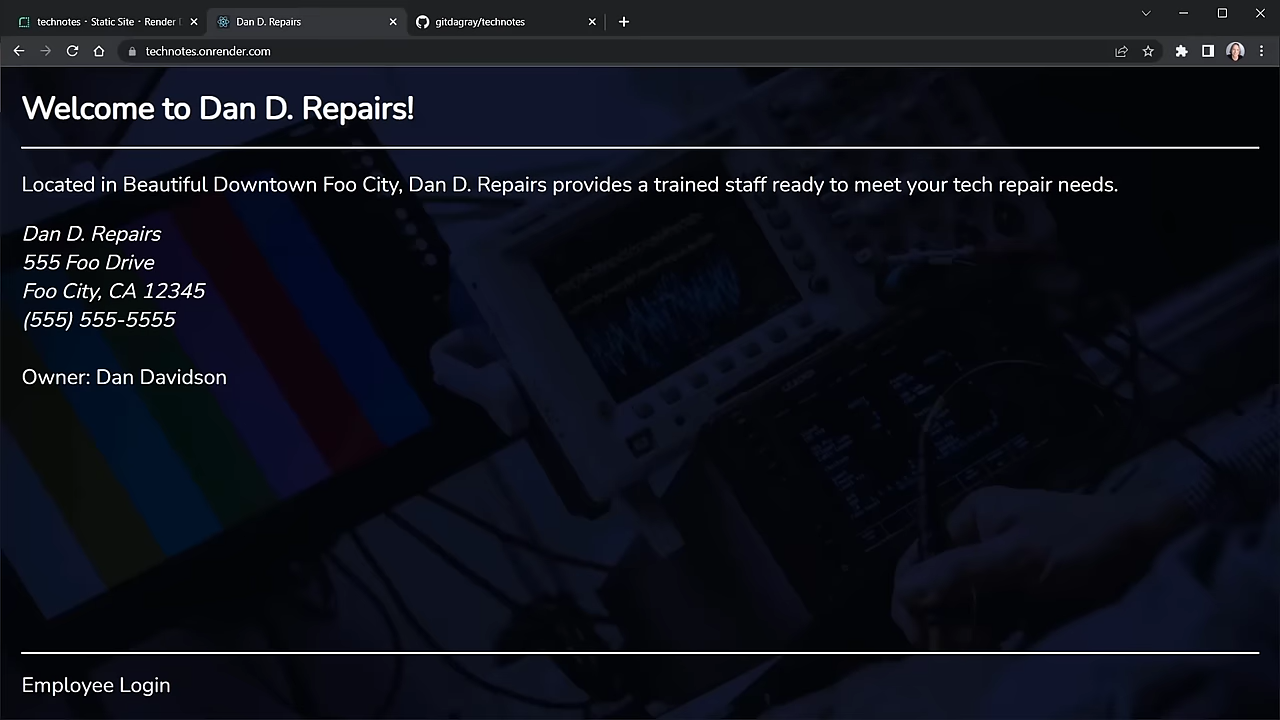 technotes · Static Site · Render
Dan D. Repairs
gitdagray/technotes
technotes.onrender.com
Welcome to Dan D. Repairs!
Located in Beautiful Downtown Foo City, Dan D. Repairs provides a trained staff ready to meet your tech repair needs.
Dan D. Repairs
555 Foo Drive
Foo City, CA 12345
(555) 555-5555
Owner: Dan Davidson
Employee Login